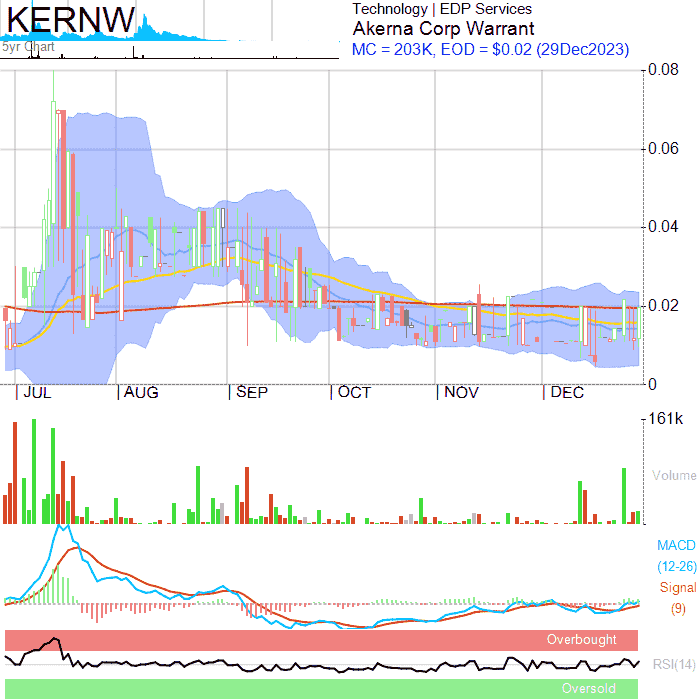 KERNW
5yr Chart
Technology | EDP Services
Akerna Corp Warrant
MC = 203K, EOD = $0.02 (29Dec2023)
0.08
0.06
0.04
0.02
0
JUL AUG SEP OCT NOV DEC
161k
Volume
MACD
(12-26)
Signal
(9)
Overbought
RSI(14)
Oversold